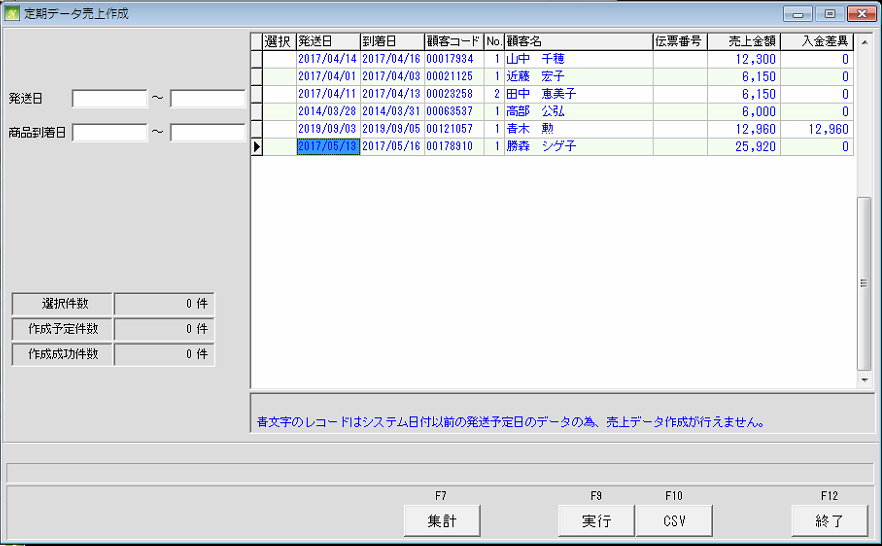 定期データ売上作成
選択 発送日 到着日 顧客コード No. 顧客名 伝票番号 売上金額 入金差異
2017/04/14 2017/04/16 00017934 1 山中 千穂 12,300 0
2017/04/01 2017/04/03 00021125 1 近藤 宏子 6,150 0
2017/04/11 2017/04/13 00023258 2 田中 恵美子 6,150 0
2014/03/28 2014/03/31 00063537 1 高部 公弘 6,000 0
2019/09/03 2019/09/05 00121057 1 青木 勲 12,960 12,960
2017/05/13 2017/05/16 00178910 1 勝森 シゲ子 25,920 0
発送日 ～
商品到着日 ～
選択件数 0 件
作成予定件数 0 件
作成成功件数 0 件
青文字のレコードはシステム日付以前の発送予定日のデータの為、売上データ作成が行えません。
F7 F9 F10 F12
集計 実行 CSV 終了